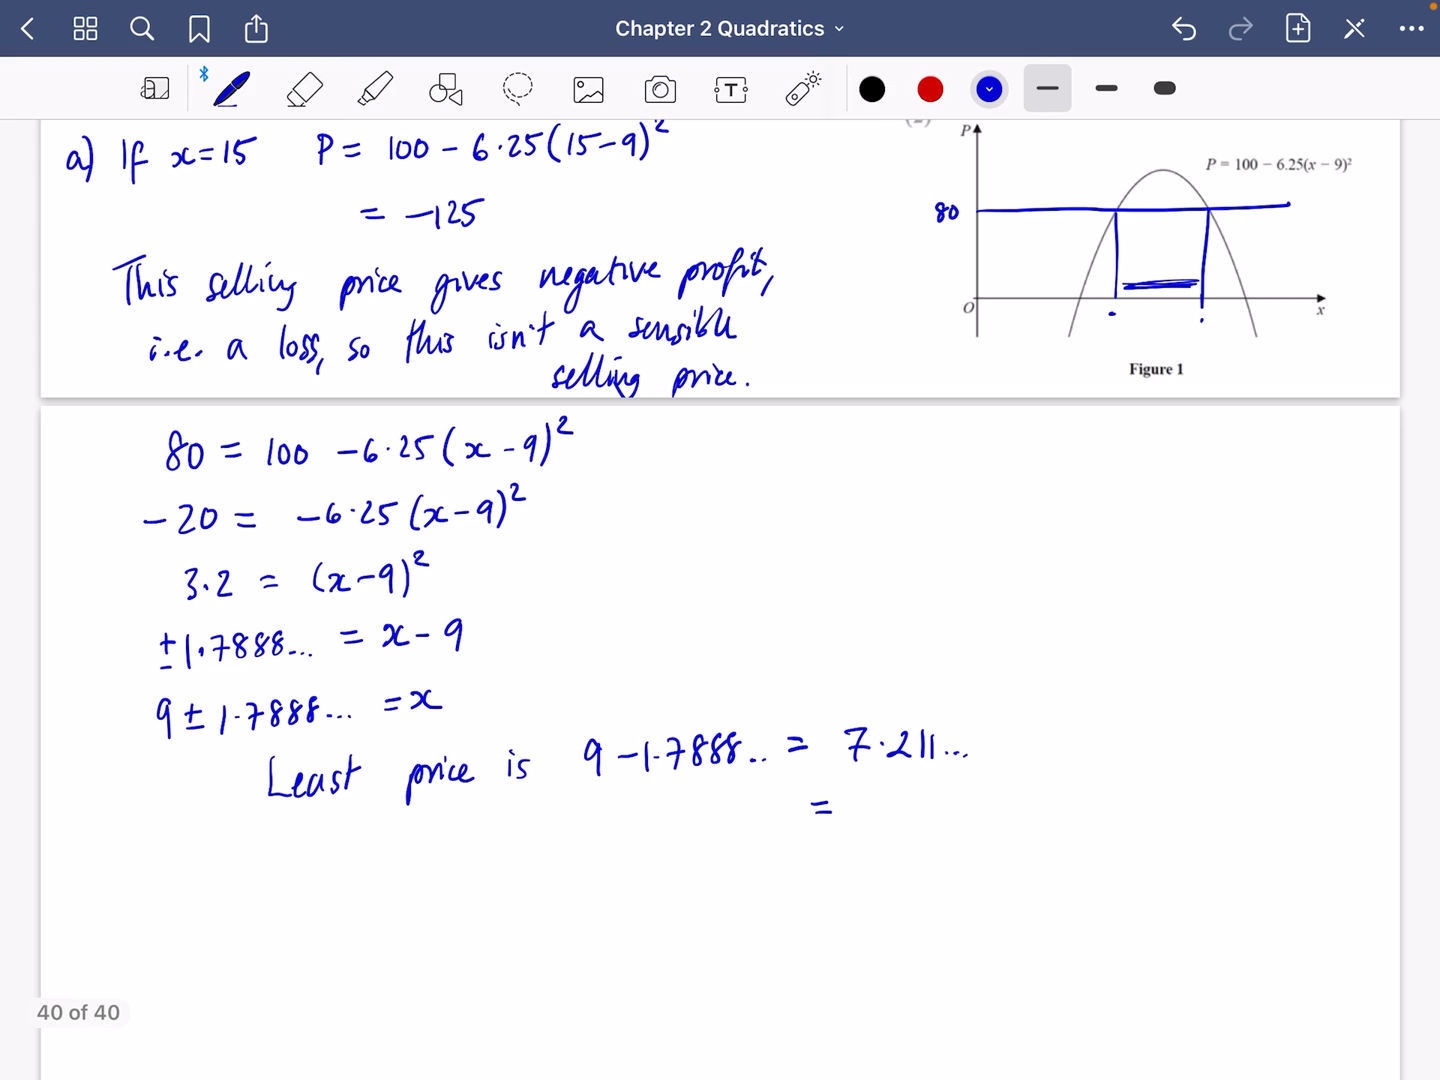 Chapter 2 Quadratics
a) If x=15 P = 100 - 6·25(15-9)²
= -125
This selling price gives negative profit,
i.e. a loss, so this isn't a sensible
selling price.
P
P = 100 − 6.25(x − 9)²
80
O
x
Figure 1
80 = 100 - 6·25(x-9)²
-20 = -6·25(x-9)²
3·2 = (x-9)²
±1·7888... = x-9
9 ± 1·7888... = x
Least price is 9 - 1·7888.. = 7·211...
=
40 of 40